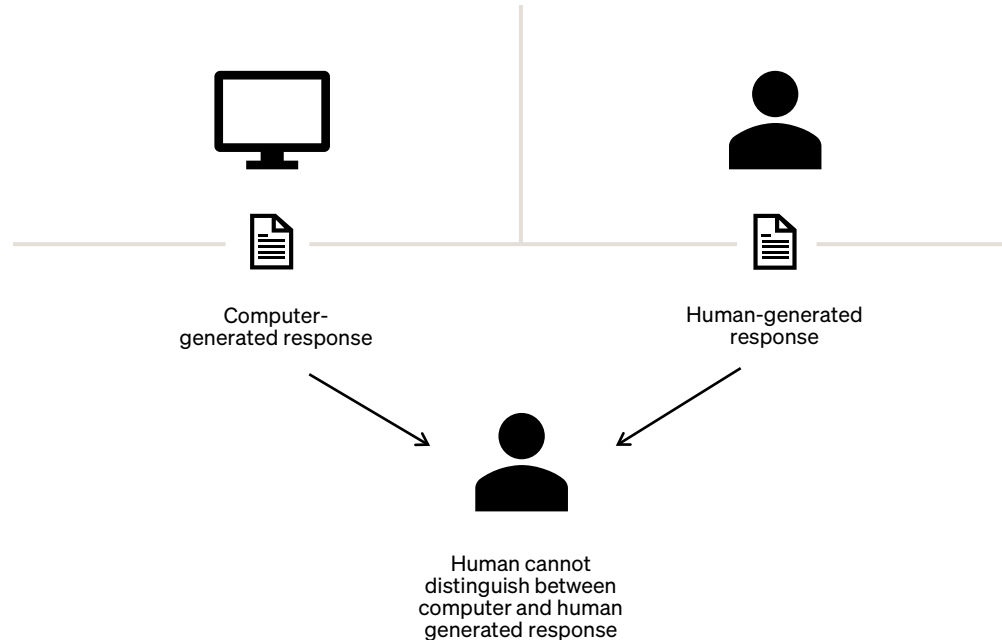 Computer-
generated response
Human-generated
response
Human cannot
distinguish between
computer and human
generated response